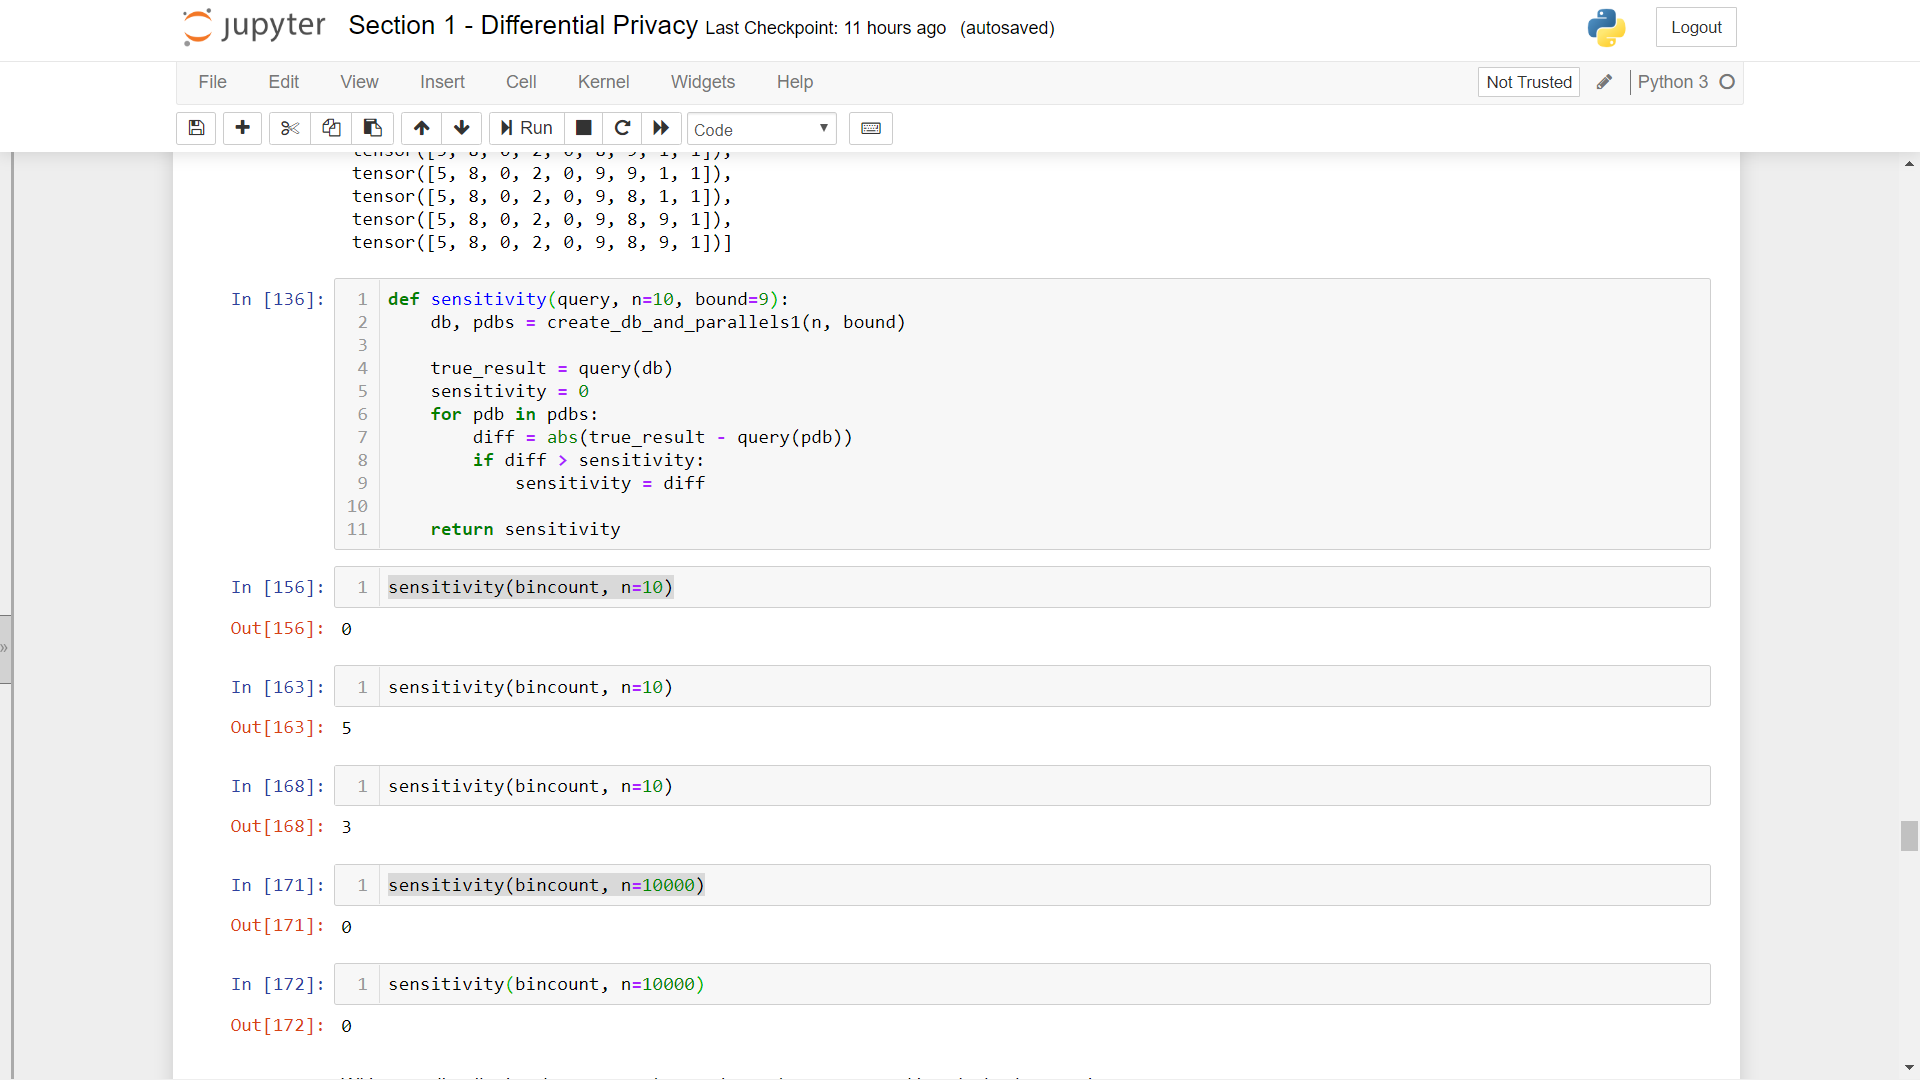 jupyter Section 1 - Differential Privacy Last Checkpoint: 11 hours ago (autosaved) Logout
File Edit View Insert Cell Kernel Widgets Help Not Trusted Python 3
Run Code
tensor([5, 8, 0, 2, 0, 9, 9, 1, 1]),
tensor([5, 8, 0, 2, 0, 9, 8, 1, 1]),
tensor([5, 8, 0, 2, 0, 9, 8, 9, 1]),
tensor([5, 8, 0, 2, 0, 9, 8, 9, 1])]
In [136]: 1 def sensitivity(query, n=10, bound=9):
2 db, pdbs = create_db_and_parallels1(n, bound)
3
4 true_result = query(db)
5 sensitivity = 0
6 for pdb in pdbs:
7 diff = abs(true_result - query(pdb))
8 if diff > sensitivity:
9 sensitivity = diff
10
11 return sensitivity
In [156]: 1 sensitivity(bincount, n=10)
Out[156]: 0
In [163]: 1 sensitivity(bincount, n=10)
Out[163]: 5
In [168]: 1 sensitivity(bincount, n=10)
Out[168]: 3
In [171]: 1 sensitivity(bincount, n=10000)
Out[171]: 0
In [172]: 1 sensitivity(bincount, n=10000)
Out[172]: 0